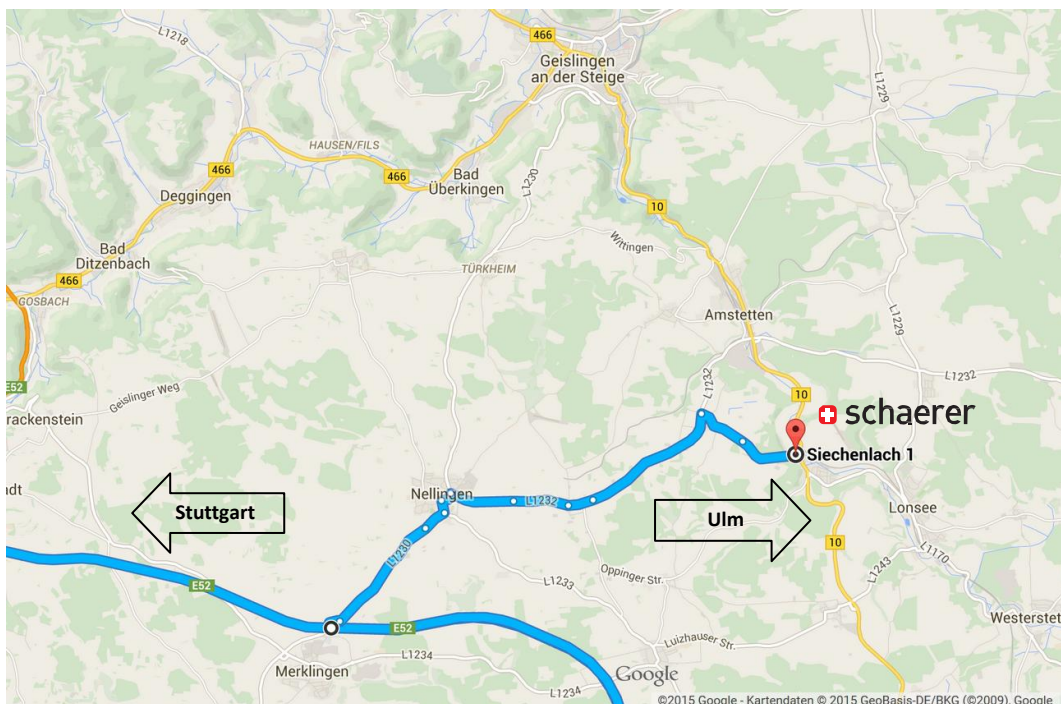 L1218
466
Geislingen
an der Steige
L1229
HAUSEN/FILS
466
466
Deggingen
Bad
Überkingen
L1230
10
Bad
Ditzenbach
Wittingen
466
TÜRKHEIM
GOSBACH
Amstetten
L1229
E52
Geislinger Weg
L1232
L1232
10
schaerer
rackenstein
Siechenlach 1
adt
Nellingen
L1232
Stuttgart
Ulm
Lonsee
10
L1230
L1170
L1243
Oppinger Str.
L1233
E52
Westerstet
E52
Luizhauser Str.
L1234
Merklingen
Google
L1234
©2015 Google - Kartendaten © 2015 GeoBasis-DE/BKG (©2009), Google